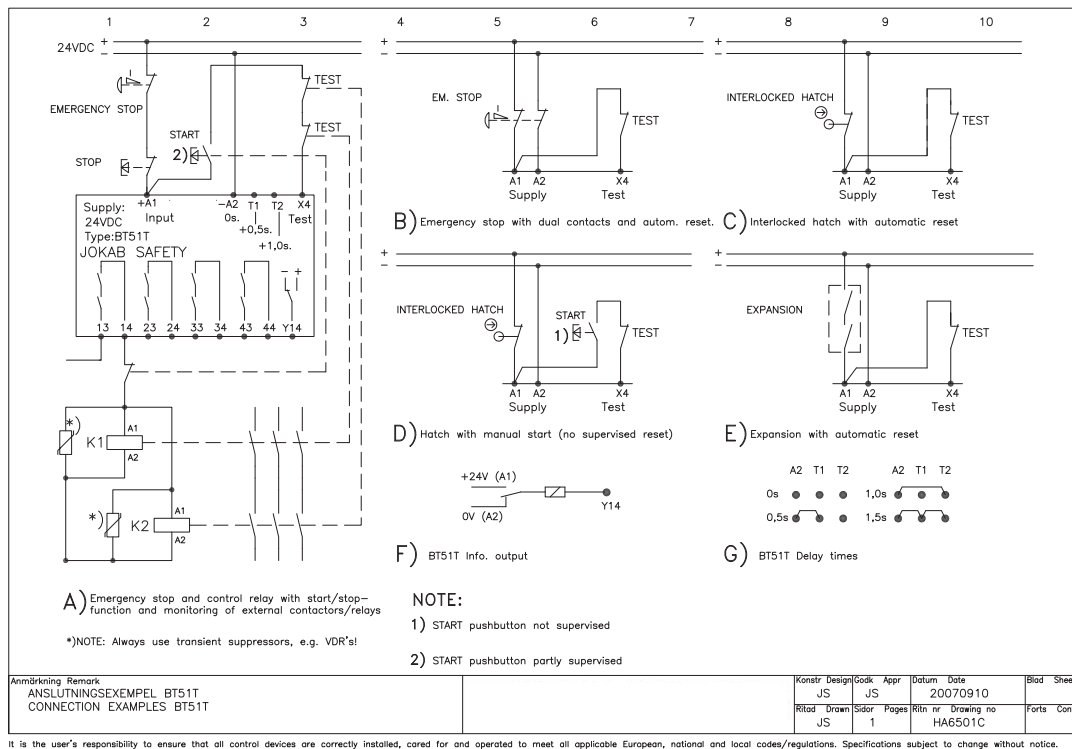 1 2 3 4 5 6 7 8 9 10
24VDC + −
EMERGENCY STOP
TEST
TEST
START
2)
STOP
+A1 −A2 T1 T2 X4
Supply: Input 0s. Test
24VDC +0,5s.
Type:BT51T +1,0s.
JOKAB SAFETY
− +
13 14 23 24 33 34 43 44 Y14
*)
K1 A1
A2
*)
K2 A1
A2
A) Emergency stop and control relay with start/stop−
function and monitoring of external contactors/relays
*)NOTE: Always use transient suppressors, e.g. VDR's!
+
−
EM. STOP
TEST
A1 A2 X4
Supply Test
B) Emergency stop with dual contacts and autom. reset.
+
−
INTERLOCKED HATCH
TEST
A1 A2 X4
Supply Test
C) Interlocked hatch with automatic reset
+
−
INTERLOCKED HATCH
START
1)
TEST
A1 A2 X4
Supply Test
D) Hatch with manual start (no supervised reset)
+
−
EXPANSION
TEST
A1 A2 X4
Supply Test
E) Expansion with automatic reset
+24V (A1)
0V (A2)
Y14
F) BT51T Info. output
A2 T1 T2 A2 T1 T2
0s 1,0s
0,5s 1,5s
G) BT51T Delay times
NOTE:
1) START pushbutton not supervised
2) START pushbutton partly supervised
Anmärkning Remark
ANSLUTNINGSEXEMPEL BT51T
CONNECTION EXAMPLES BT51T
Konstr Design Godk Appr Datum Date Blad Shee
JS JS 20070910
Ritad Drawn Sidor Pages Ritn nr Drawing no Forts Con
JS 1 HA6501C
It is the user's responsibility to ensure that all control devices are correctly installed, cared for and operated to meet all applicable European, national and local codes/regulations. Specifications subject to change without notice.